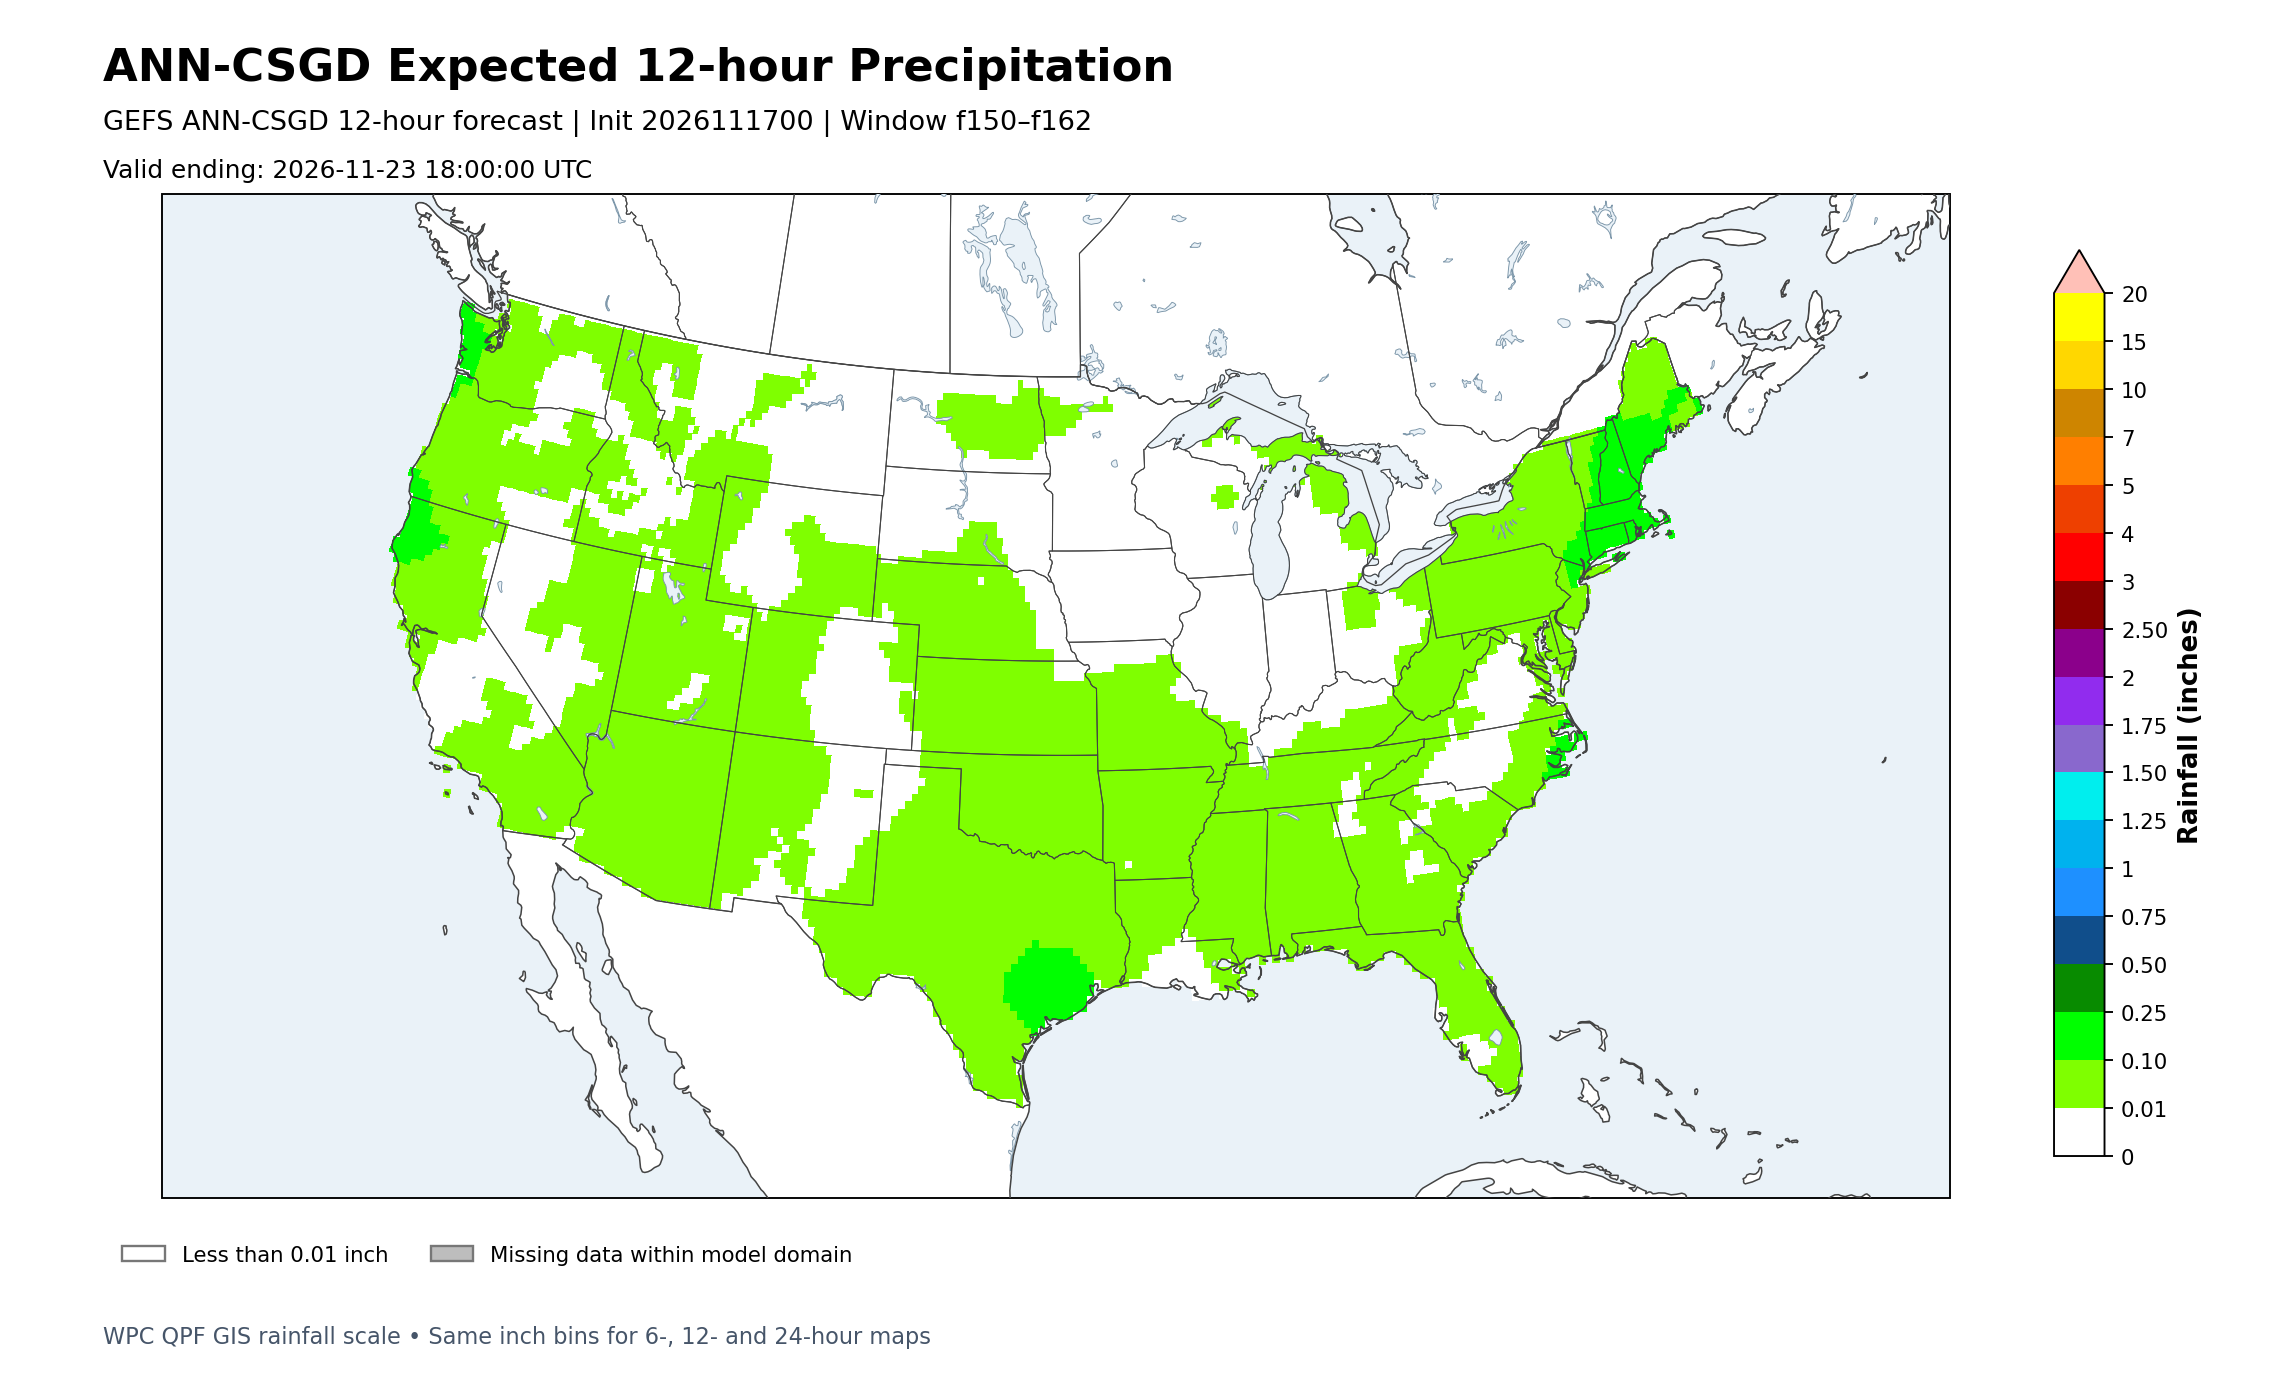 ANN-CSGD Expected 12-hour Precipitation
GEFS ANN-CSGD 12-hour forecast | Init 2026111700 | Window f150–f162
Valid ending: 2026-11-23 18:00:00 UTC
20
15
10
7
5
4
3
2.50
2
1.75
1.50
1.25
1
0.75
0.50
0.25
0.10
0.01
0
Rainfall (inches)
Less than 0.01 inch
Missing data within model domain
WPC QPF GIS rainfall scale • Same inch bins for 6-, 12- and 24-hour maps